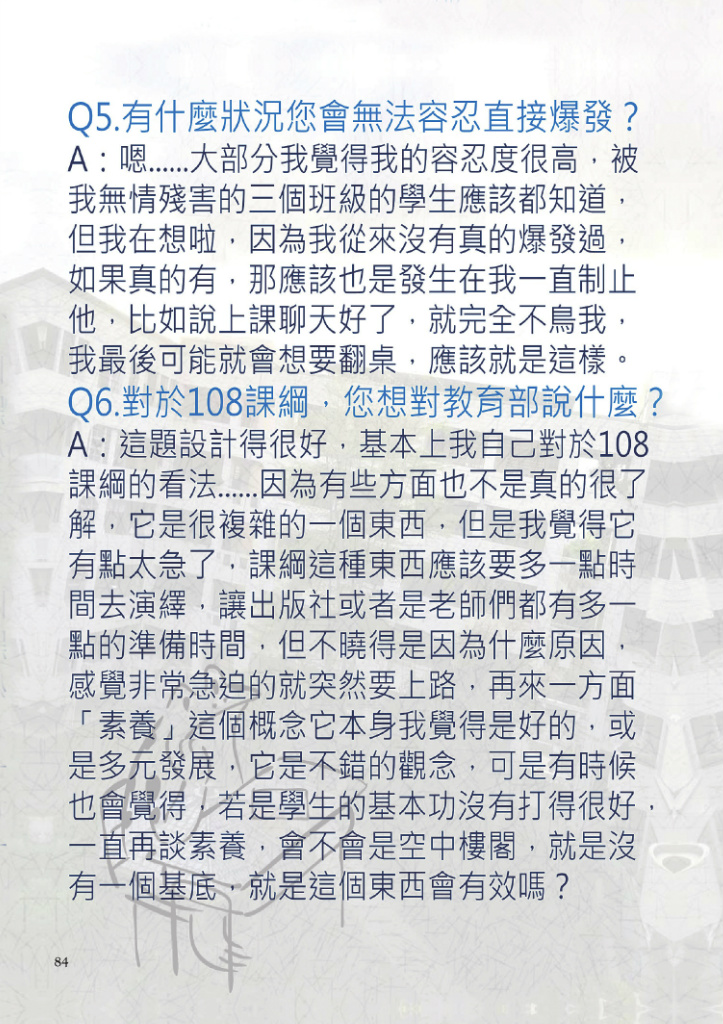 Q5.有什麼狀況您會無法容忍直接爆發？
A：嗯......大部分我覺得我的容忍度很高，被
我無情殘害的三個班級的學生應該都知道，
但我在想啦，因為我從來沒有真的爆發過，
如果真的有，那應該也是發生在我一直制止
他，比如說上課聊天好了，就完全不鳥我，
我最後可能就會想要翻桌，應該就是這樣。
Q6.對於108課綱，您想對教育部說什麼？
A：這題設計得很好，基本上我自己對於108
課綱的看法......因為有些方面也不是真的很了
解，它是很複雜的一個東西，但是我覺得它
有點太急了，課綱這種東西應該要多一點時
間去演繹，讓出版社或者是老師們都有多一
點的準備時間，但不曉得是因為什麼原因，
感覺非常急迫的就突然要上路，再來一方面
「素養」這個概念它本身我覺得是好的，或
是多元發展，它是不錯的觀念，可是有時候
也會覺得，若是學生的基本功沒有打得很好，
一直再談素養，會不會是空中樓閣，就是沒
有一個基底，就是這個東西會有效嗎？
84